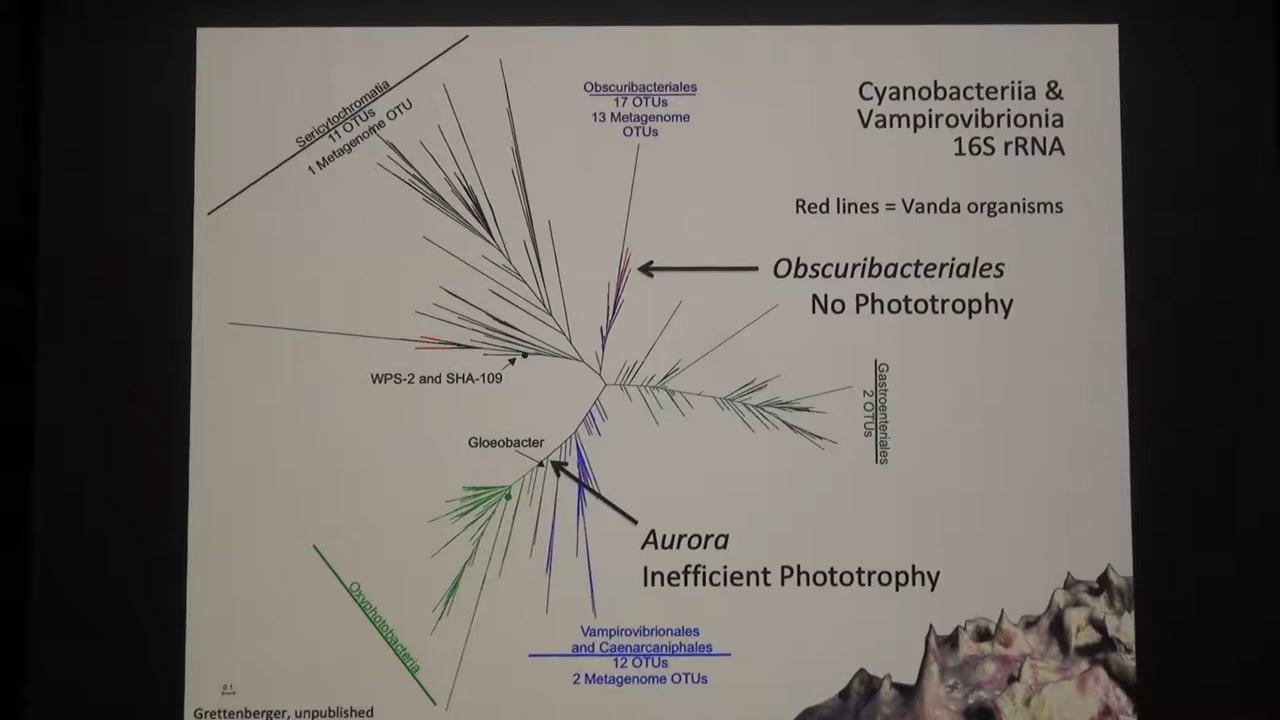 Sericytochromatia
11 OTUs
1 Metagenome OTU
Obscuribacteriales
17 OTUs
13 Metagenome
OTUs
Cyanobacteriia &
Vampirovibrionia
16S rRNA
Red lines = Vanda organisms
Obscuribacteriales
No Phototrophy
WPS-2 and SHA-109
Gastroenteriales
2 OTUs
Gloeobacter
Aurora
Inefficient Phototrophy
Oxyphotobacteria
Vampirovibrionales
and Caenarcaniphales
12 OTUs
2 Metagenome OTUs
0.1
Grettenberger, unpublished